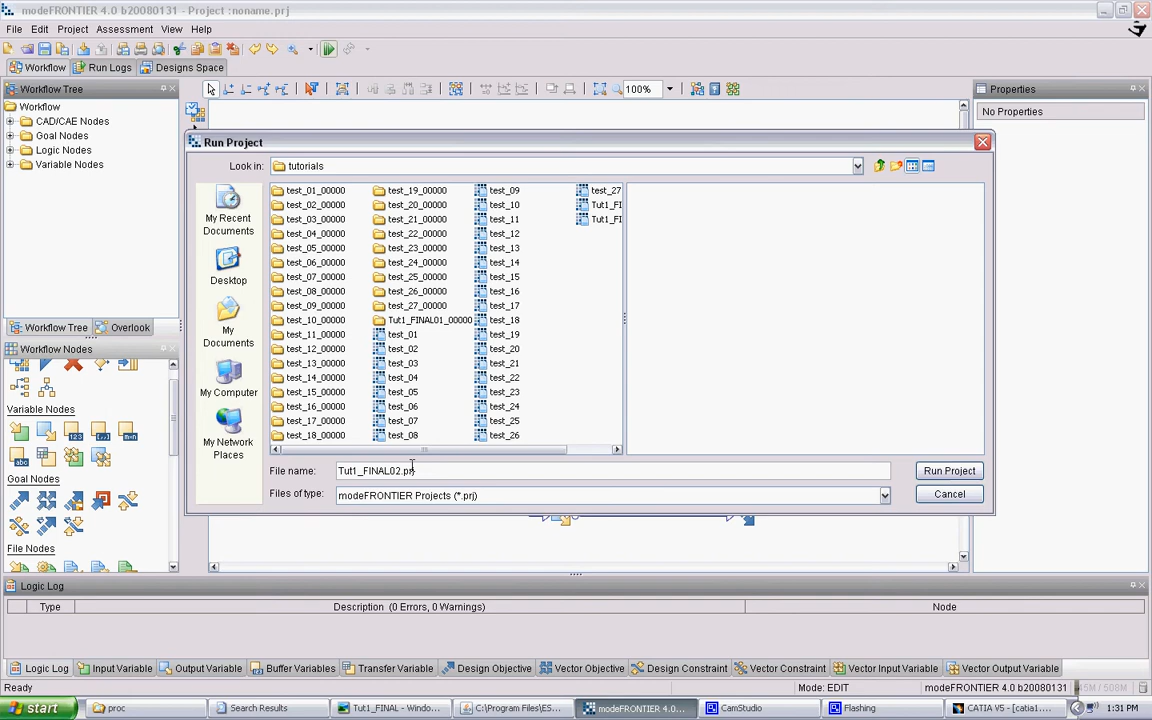 modeFRONTIER 4.0 b20080131 - Project :noname.prj
File Edit Project Assessment View Help
Workflow Run Logs Designs Space
Workflow Tree
100%
Properties
No Properties
Workflow
CAD/CAE Nodes
Goal Nodes
Logic Nodes
Variable Nodes
Run Project
Look in: tutorials
My Recent Documents
Desktop
My Documents
My Computer
My Network Places
test_01_00000 test_19_00000 test_09 test_27
test_02_00000 test_20_00000 test_10 Tut1_FI
test_03_00000 test_21_00000 test_11 Tut1_FI
test_04_00000 test_22_00000 test_12
test_05_00000 test_23_00000 test_13
test_06_00000 test_24_00000 test_14
test_07_00000 test_25_00000 test_15
test_08_00000 test_26_00000 test_16
test_09_00000 test_27_00000 test_17
test_10_00000 Tut1_FINAL01_00000 test_18
test_11_00000 test_01 test_19
test_12_00000 test_02 test_20
test_13_00000 test_03 test_21
test_14_00000 test_04 test_22
test_15_00000 test_05 test_23
test_16_00000 test_06 test_24
test_17_00000 test_07 test_25
test_18_00000 test_08 test_26
File name: Tut1_FINAL02.prj Run Project
Files of type: modeFRONTIER Projects (*.prj) Cancel
Workflow Tree Overlook
Workflow Nodes
Variable Nodes
Goal Nodes
File Nodes
Logic Log
Type Description (0 Errors, 0 Warnings) Node
Logic Log Input Variable Output Variable Buffer Variables Transfer Variable Design Objective Vector Objective Design Constraint Vector Constraint Vector Input Variable Vector Output Variable
Ready Mode: EDIT modeFRONTIER 4.0 b20080131
start proc Search Results Tut1_FINAL - Windo... C:\Program Files\ES... modeFRONTIER 4.0... CamStudio Flashing CATIA V5 - [catia1... 1:31 PM